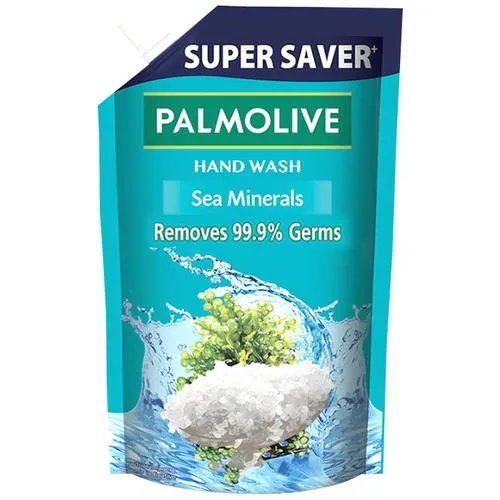 SUPER SAVER+
PALMOLIVE
HAND WASH
Sea Minerals
Removes 99.9% Germs